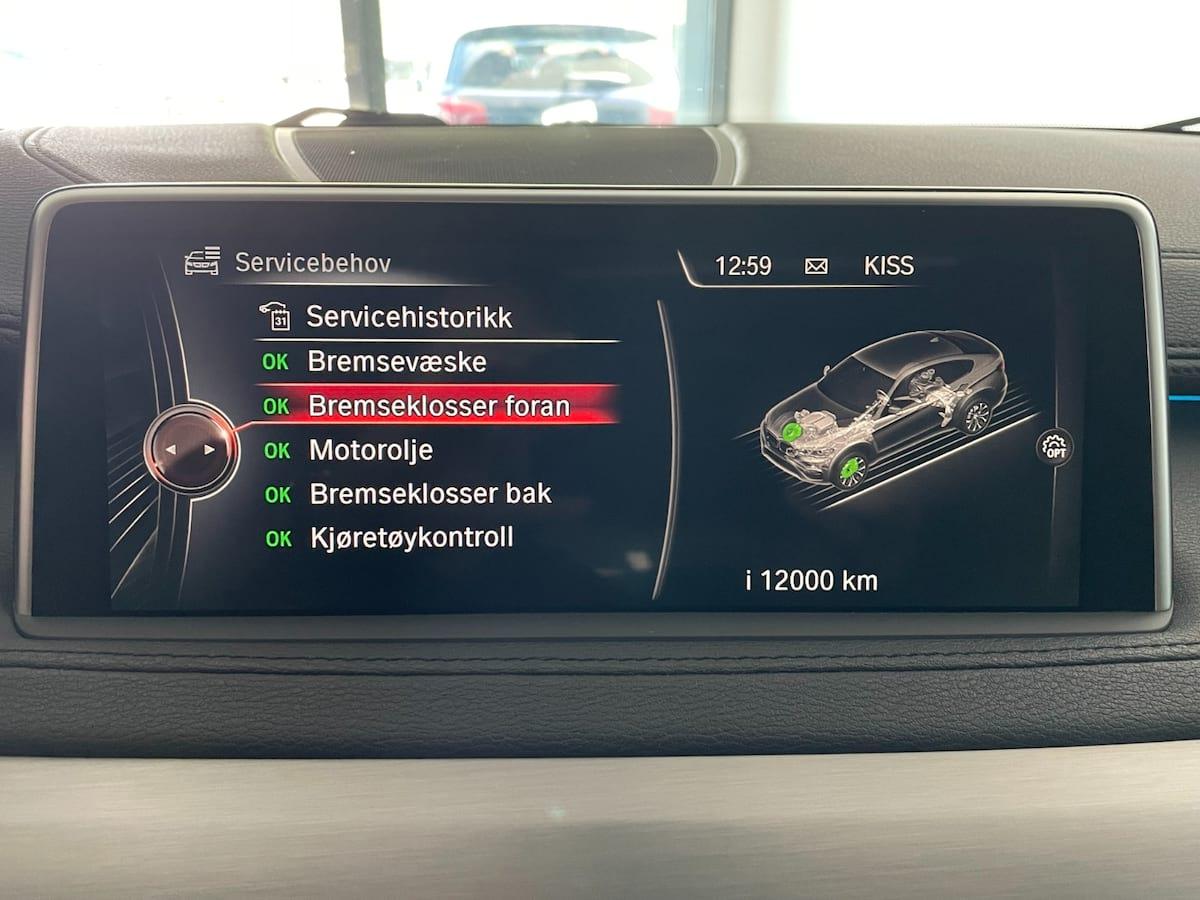 Servicebehov
12:59 KISS
31 Servicehistorikk
OK Bremsevæske
OK Bremseklosser foran
OK Motorolje
OK Bremseklosser bak
OK Kjøretøykontroll
OPT
i 12000 km